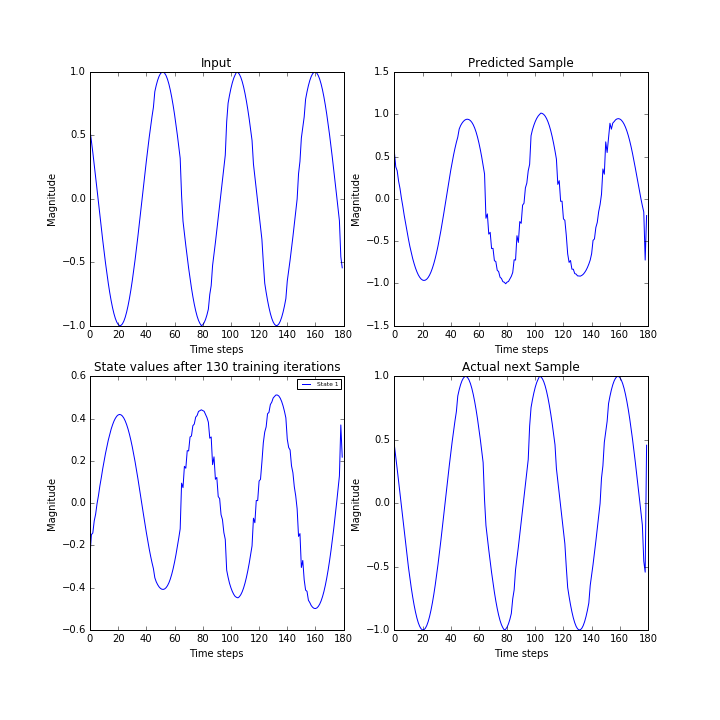 Input
Magnitude
1.0
0.5
0.0
−0.5
−1.0
0 20 40 60 80 100 120 140 160 180
Time steps
Predicted Sample
Magnitude
1.5
1.0
0.5
0.0
−0.5
−1.0
−1.5
0 20 40 60 80 100 120 140 160 180
Time steps
State values after 130 training iterations
State 1
Magnitude
0.6
0.4
0.2
0.0
−0.2
−0.4
−0.6
0 20 40 60 80 100 120 140 160 180
Time steps
Actual next Sample
Magnitude
1.0
0.5
0.0
−0.5
−1.0
0 20 40 60 80 100 120 140 160 180
Time steps